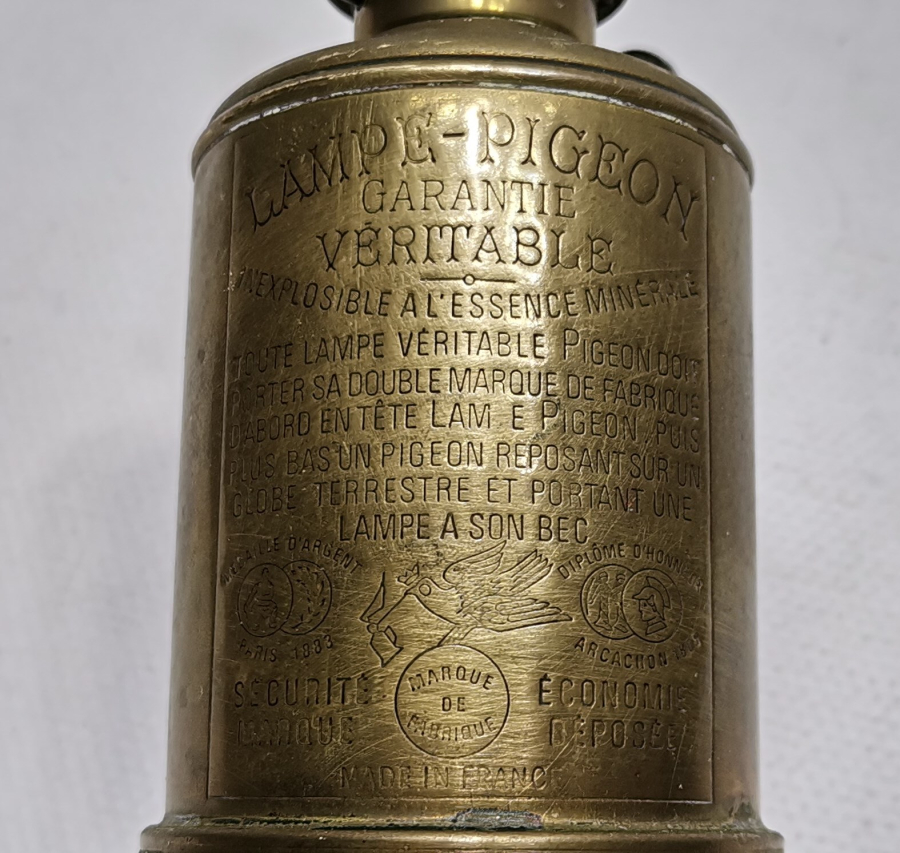 LAMPE-PIGEON
GARANTIE
VÉRITABLE
INEXPLOSIBLE A L'ESSENCE MINÉRALE
TOUTE LAMPE VÉRITABLE PIGEON DOIT
PORTER SA DOUBLE MARQUE DE FABRIQUE
D'ABORD EN TÊTE LAM E PIGEON PUIS
PLUS BAS UN PIGEON REPOSANT SUR UN
GLOBE TERRESTRE ET PORTANT UNE
LAMPE A SON BEC
MÉDAILLE D'ARGENT
PARIS 1883
DIPLÔME D'HONNEUR
ARCACHON
SÉCURITÉ
MARQUE
MARQUE
DE
FABRIQUE
ÉCONOMIE
DÉPOSÉE
MADE IN FRANCE